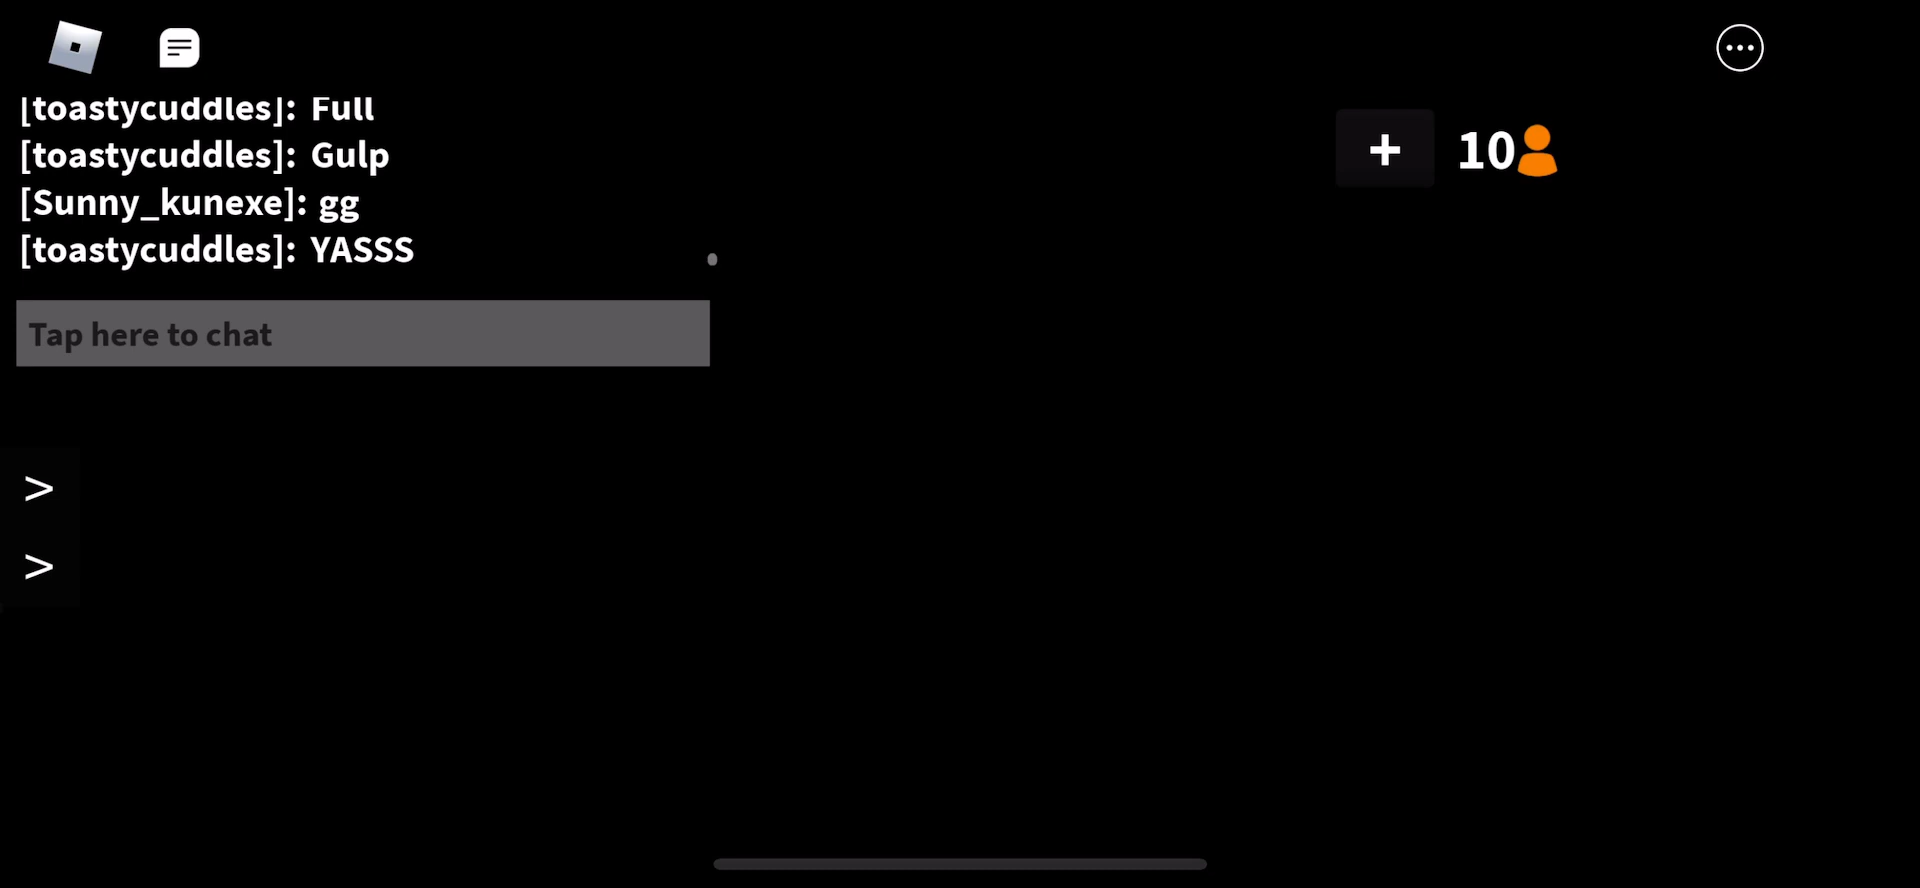 [toastycuddles]: Full
[toastycuddles]: Gulp
[Sunny_kunexe]: gg
[toastycuddles]: YASSS
+ 10
Tap here to chat
>
>